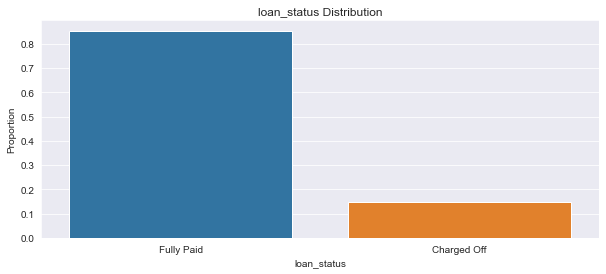 loan_status Distribution
0.8
0.7
0.6
0.5
0.4
0.3
0.2
0.1
0.0
Proportion
Fully Paid
Charged Off
loan_status